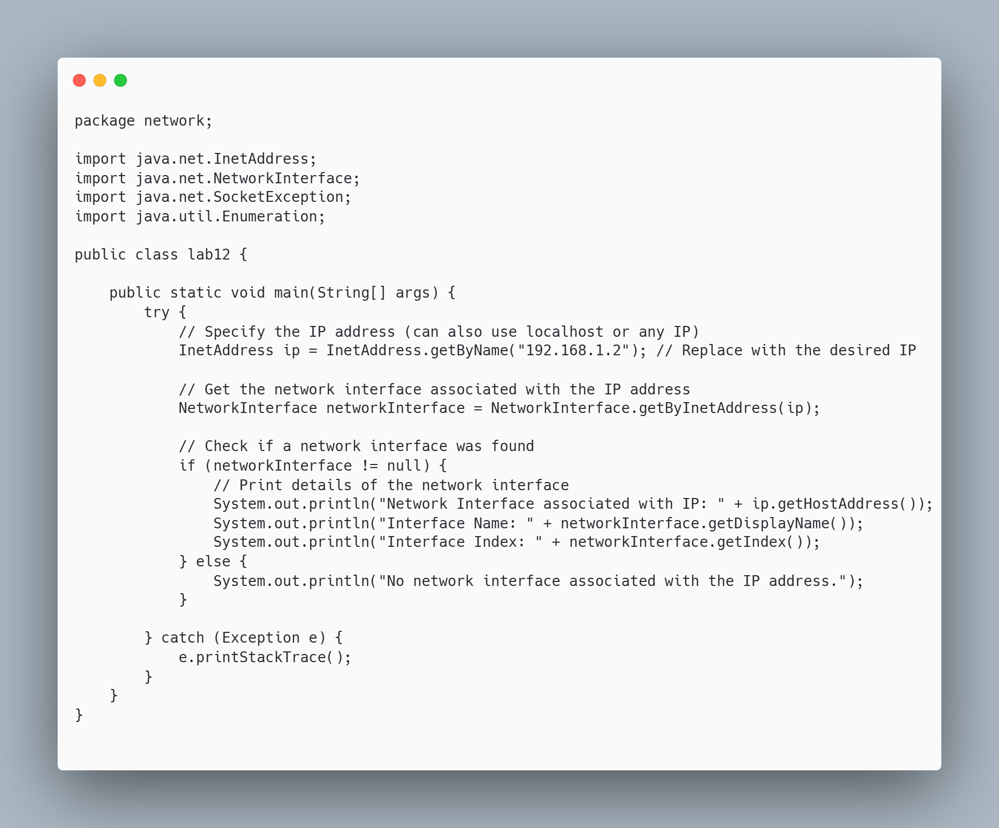 package network;

import java.net.InetAddress;
import java.net.NetworkInterface;
import java.net.SocketException;
import java.util.Enumeration;

public class lab12 {

    public static void main(String[] args) {
        try {
            // Specify the IP address (can also use localhost or any IP)
            InetAddress ip = InetAddress.getByName("192.168.1.2"); // Replace with the desired IP

            // Get the network interface associated with the IP address
            NetworkInterface networkInterface = NetworkInterface.getByInetAddress(ip);

            // Check if a network interface was found
            if (networkInterface != null) {
                // Print details of the network interface
                System.out.println("Network Interface associated with IP: " + ip.getHostAddress());
                System.out.println("Interface Name: " + networkInterface.getDisplayName());
                System.out.println("Interface Index: " + networkInterface.getIndex());
            } else {
                System.out.println("No network interface associated with the IP address.");
            }

        } catch (Exception e) {
            e.printStackTrace();
        }
    }
}